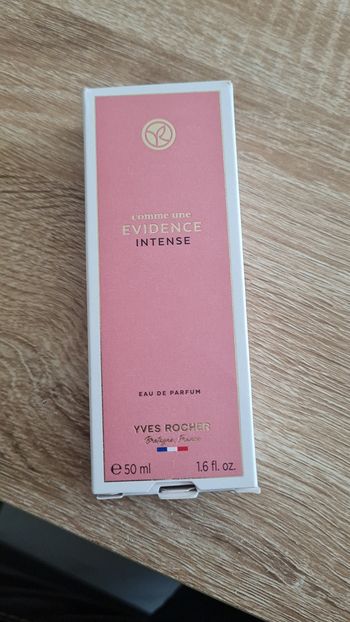 comme une
EVIDENCE
INTENSE
EAU DE PARFUM
YVES ROCHER
Bretagne, France
℮ 50 ml 1.6 fl. oz.